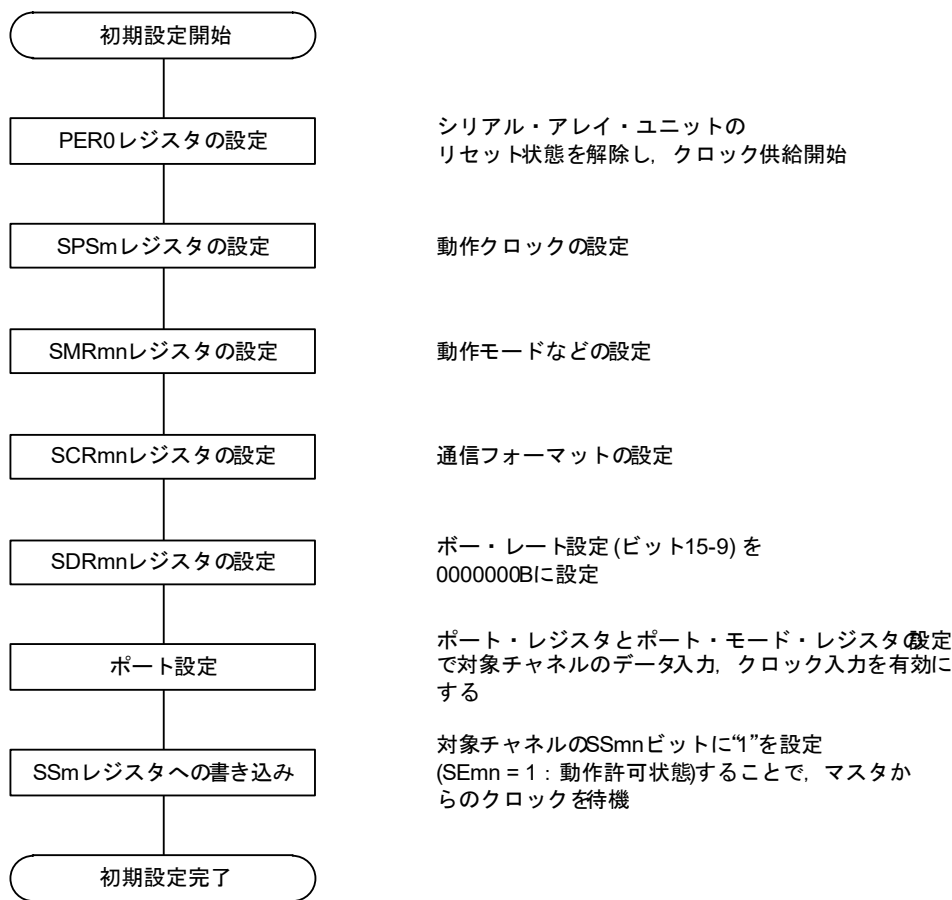 初期設定開始
PER0レジスタの設定
シリアル・アレイ・ユニットの
リセット状態を解除し，クロック供給開始
SPSmレジスタの設定
動作クロックの設定
SMRmnレジスタの設定
動作モードなどの設定
SCRmnレジスタの設定
通信フォーマットの設定
SDRmnレジスタの設定
ボー・レート設定 (ビット15-9) を
0000000Bに設定
ポート設定
ポート・レジスタとポート・モード・レジスタの設定
で対象チャネルのデータ入力，クロック入力を有効に
する
SSmレジスタへの書き込み
対象チャネルのSSmnビットに“1”を設定
(SEmn = 1：動作許可状態)することで，マスタか
らのクロックを待機
初期設定完了